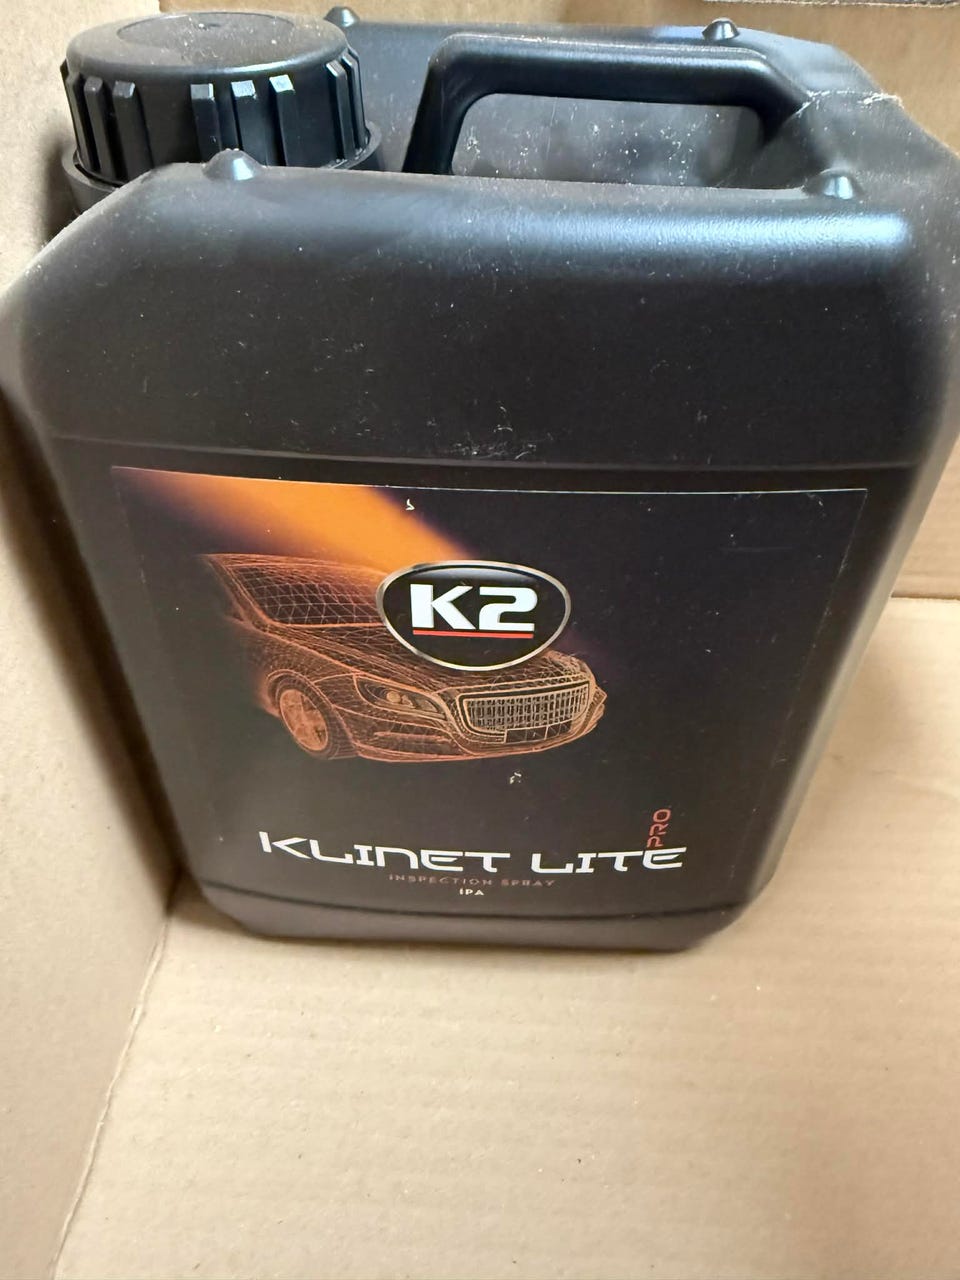 K2
KLINET LITE PRO
INSPECTION SPRAY
IPA